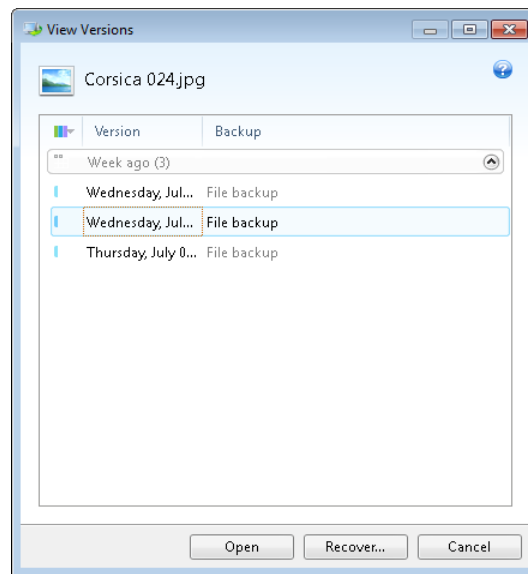 View Versions
Corsica 024.jpg
Version Backup
Week ago (3)
Wednesday, Jul... File backup
Wednesday, Jul... File backup
Thursday, July 0... File backup
Open Recover... Cancel